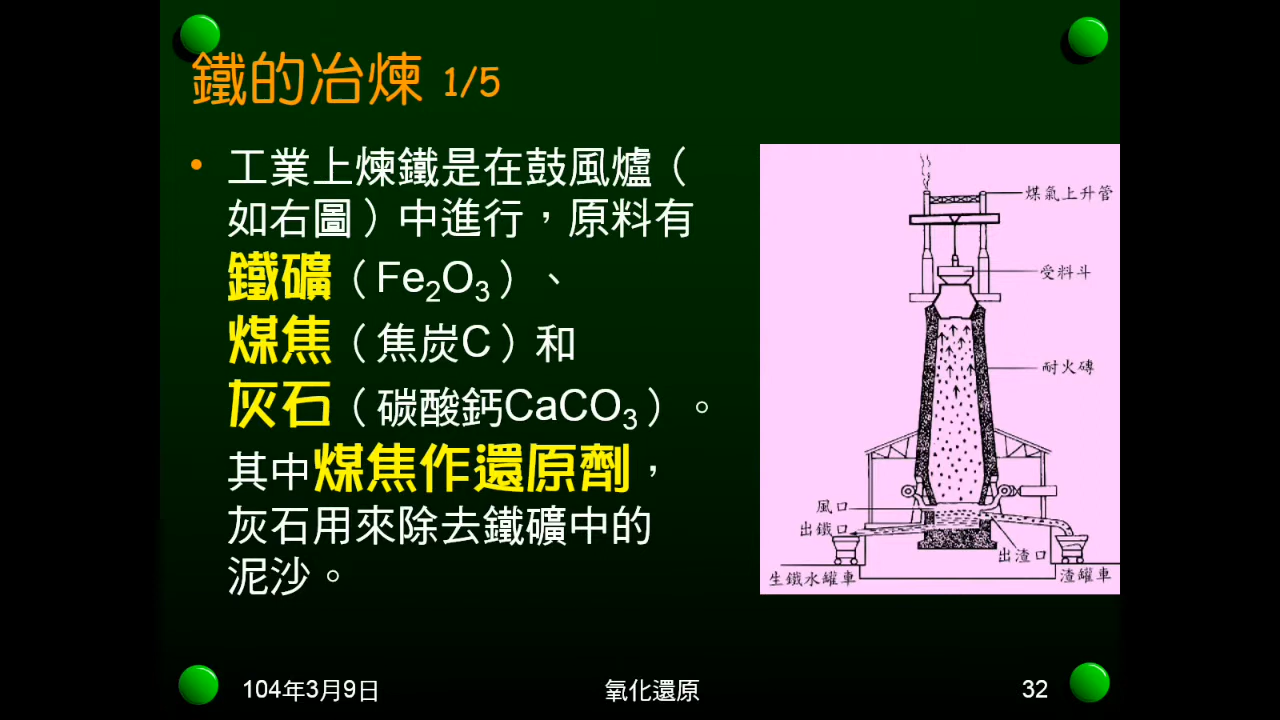 鐵的冶煉 1/5
• 工業上煉鐵是在鼓風爐（
如右圖）中進行，原料有
鐵礦（Fe₂O₃）、
煤焦（焦炭C）和
灰石（碳酸鈣CaCO₃）。
其中煤焦作還原劑，
灰石用來除去鐵礦中的
泥沙。
煤氣上升管
受料斗
耐火磚
風口
出鐵口
出渣口
生鐵水罐車
渣罐車
104年3月9日
氧化還原
32